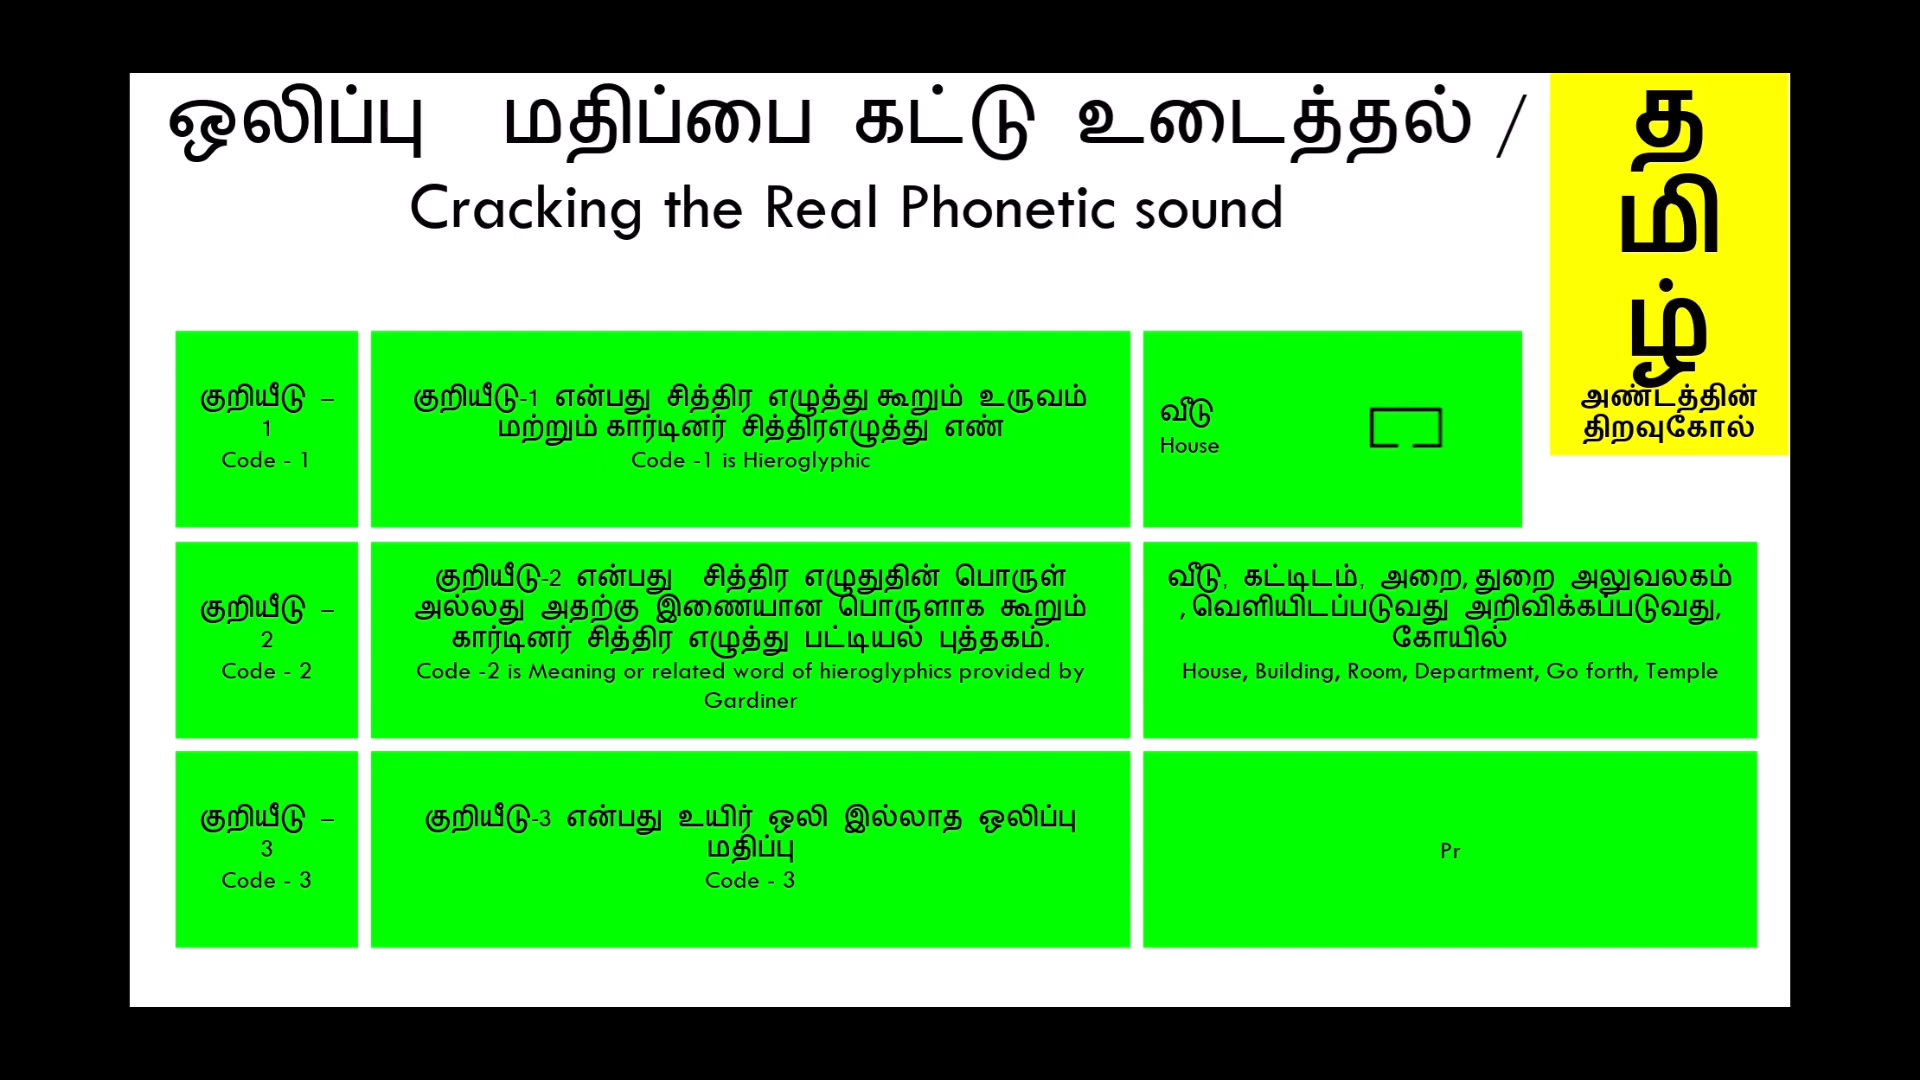 ஒலிப்பு மதிப்பை கட்டு உடைத்தல் /
Cracking the Real Phonetic sound
த
மி
ழ்
அண்டத்தின்
திறவுகோல்
குறியீடு –
1
Code - 1
குறியீடு-1 என்பது சித்திர எழுத்து கூறும் உருவம்
மற்றும் கார்டினர் சித்திரஎழுத்து எண்
Code -1 is Hieroglyphic
வீடு
House
குறியீடு –
2
Code - 2
குறியீடு-2 என்பது சித்திர எழுதுதின் பொருள்
அல்லது அதற்கு இணையான பொருளாக கூறும்
கார்டினர் சித்திர எழுத்து பட்டியல் புத்தகம்.
Code -2 is Meaning or related word of hieroglyphics provided by
Gardiner
வீடு, கட்டிடம், அறை, துறை அலுவலகம்
, வெளியிடப்படுவது அறிவிக்கப்படுவது,
கோயில்
House, Building, Room, Department, Go forth, Temple
குறியீடு –
3
Code - 3
குறியீடு-3 என்பது உயிர் ஒலி இல்லாத ஒலிப்பு
மதிப்பு
Code - 3
Pr